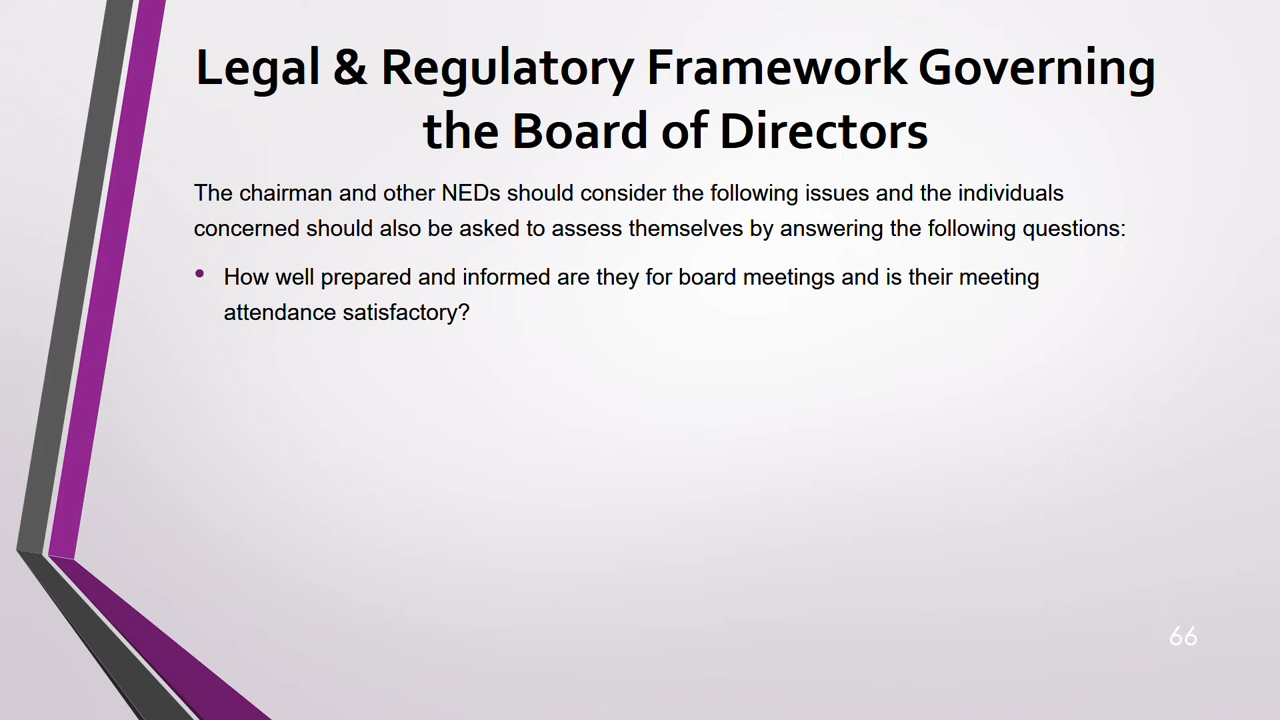 Legal & Regulatory Framework Governing
the Board of Directors
The chairman and other NEDs should consider the following issues and the individuals
concerned should also be asked to assess themselves by answering the following questions:
• How well prepared and informed are they for board meetings and is their meeting
attendance satisfactory?
66